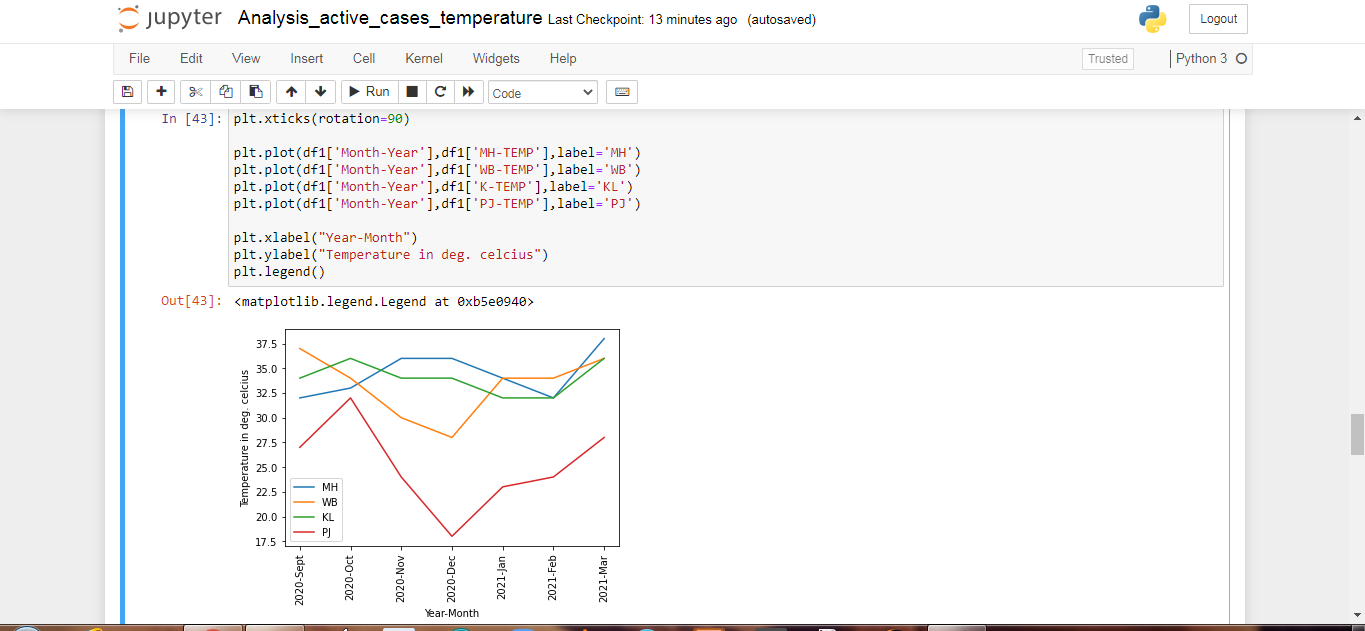 jupyter Analysis_active_cases_temperature Last Checkpoint: 13 minutes ago (autosaved)
Logout
File Edit View Insert Cell Kernel Widgets Help
Trusted
Python 3
Run
Code
In [43]: plt.xticks(rotation=90)
plt.plot(df1['Month-Year'],df1['MH-TEMP'],label='MH')
plt.plot(df1['Month-Year'],df1['WB-TEMP'],label='WB')
plt.plot(df1['Month-Year'],df1['K-TEMP'],label='KL')
plt.plot(df1['Month-Year'],df1['PJ-TEMP'],label='PJ')
plt.xlabel("Year-Month")
plt.ylabel("Temperature in deg. celcius")
plt.legend()
Out[43]: <matplotlib.legend.Legend at 0xb5e0940>
Temperature in deg. celcius
37.5
35.0
32.5
30.0
27.5
25.0
22.5
20.0
17.5
MH
WB
KL
PJ
2020-Sept
2020-Oct
2020-Nov
2020-Dec
2021-Jan
2021-Feb
2021-Mar
Year-Month